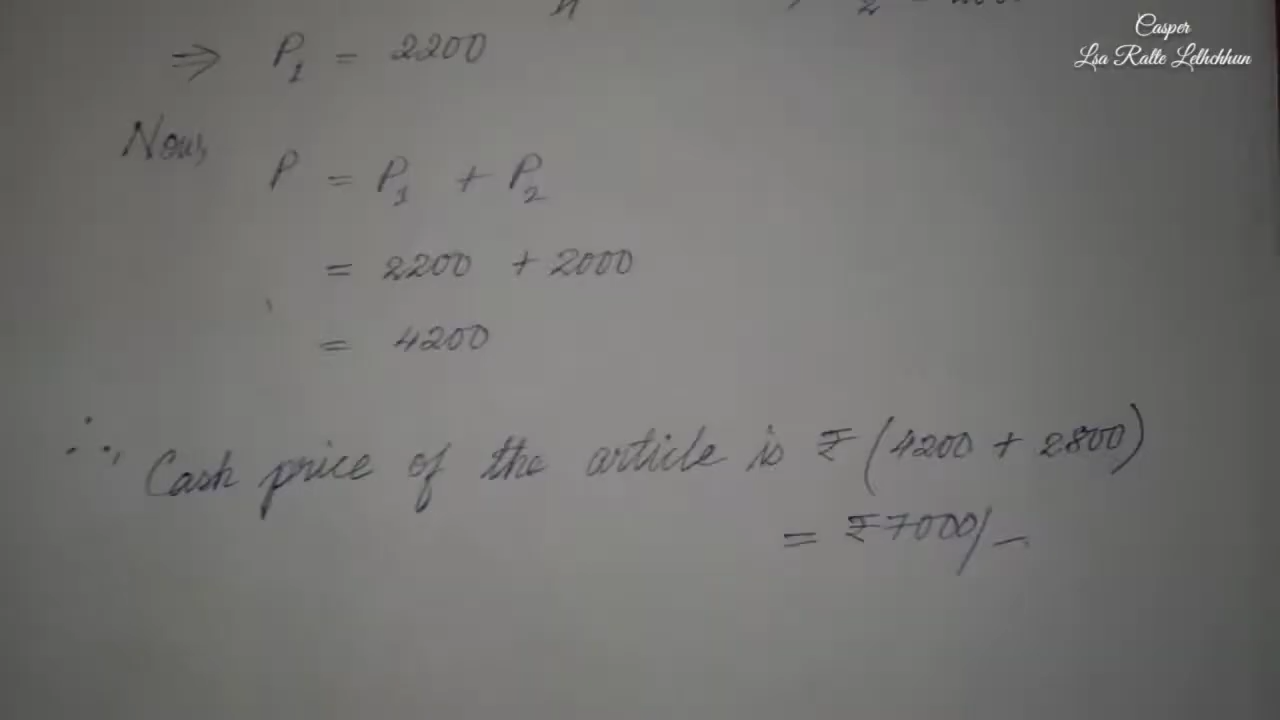 Casper
Lsa Ralte Lethchhun
⇒ P₁ = 2200
Now,
P = P₁ + P₂
= 2200 + 2000
= 4200
∴, Cash price of the article is ₹ (4200 + 2800)
= ₹7000/-